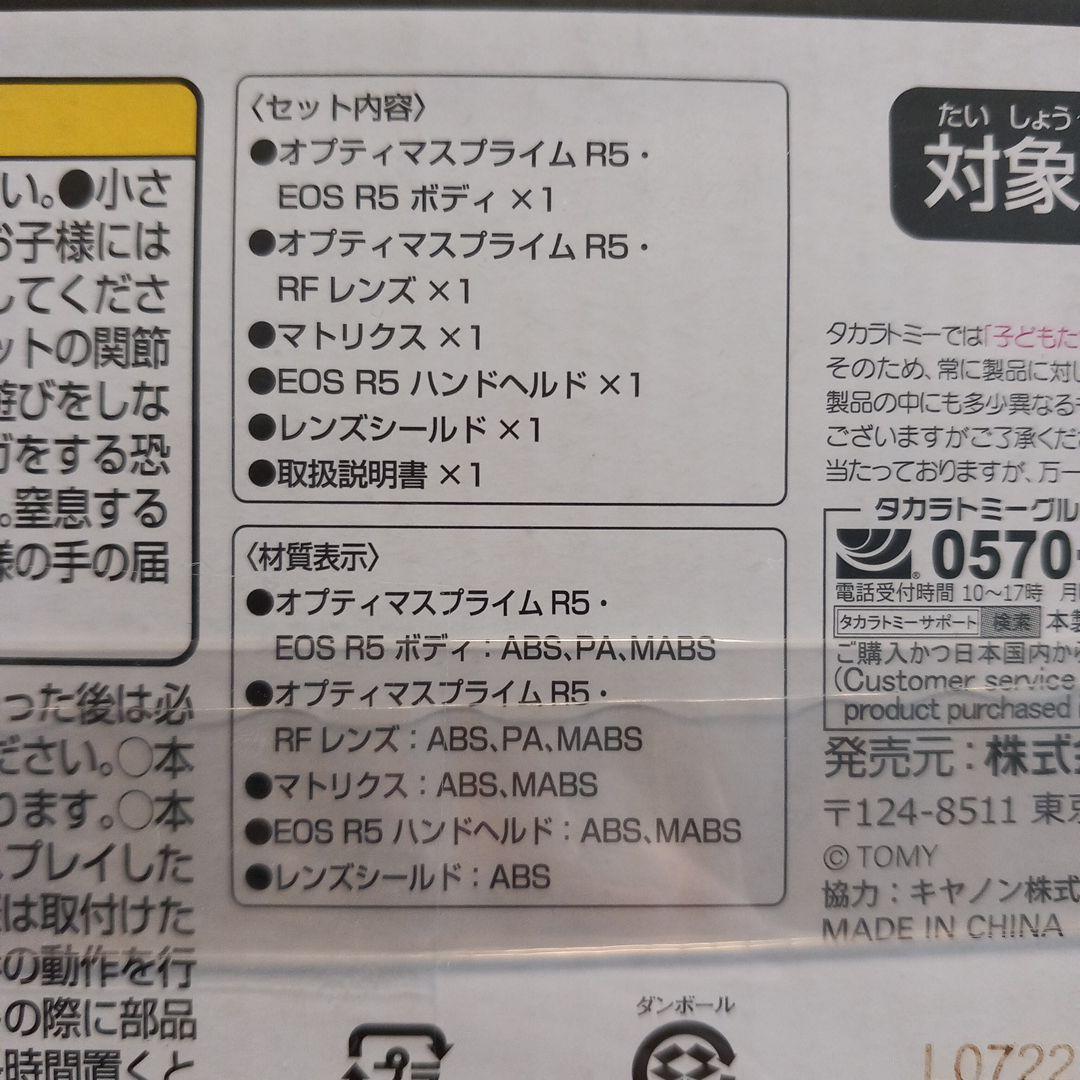 い。●小さ
お子様には
してくださ
ットの関節
遊びをしな
ガをする恐
。窒息する
様の手の届
った後は必
ださい。○本
ります。○本
スプレイした
は取付けた
の動作を行
の際に部品
時間置くと
〈セット内容〉
●オプティマスプライム R5・
EOS R5 ボディ ×1
●オプティマスプライム R5・
RF レンズ ×1
●マトリクス ×1
●EOS R5 ハンドヘルド ×1
●レンズシールド ×1
●取扱説明書 ×1
〈材質表示〉
●オプティマスプライム R5・
EOS R5 ボディ：ABS、PA、MABS
●オプティマスプライム R5・
RF レンズ：ABS、PA、MABS
●マトリクス：ABS、MABS
●EOS R5 ハンドヘルド：ABS、MABS
●レンズシールド：ABS
ダンボール
たい しょう
対象
タカラトミーでは「子どもた
そのため、常に製品に対し
製品の中にも多少異なる
ございますがご了承くだ
当たっておりますが、万一
タカラトミーグル
0570
電話受付時間 10〜17時 月
タカラトミーサポート 検索 本製
ご購入かつ日本国内から
(Customer service
product purchased
発売元：株式会
〒124-8511 東京
© TOMY
協力：キヤノン株式
MADE IN CHINA
L0722